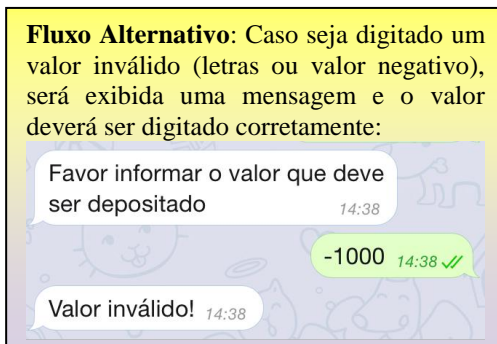 Fluxo Alternativo: Caso seja digitado um
valor inválido (letras ou valor negativo),
será exibida uma mensagem e o valor
deverá ser digitado corretamente:
Favor informar o valor que deve
ser depositado 14:38
-1000 14:38
Valor inválido! 14:38